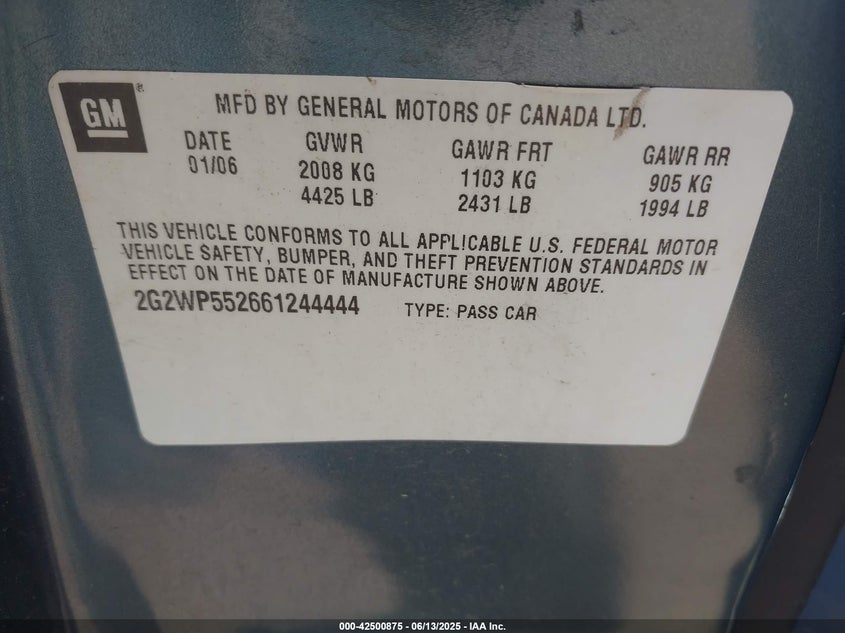 GM ®
MFD BY GENERAL MOTORS OF CANADA LTD.
DATE GVWR GAWR FRT GAWR RR
01/06 2008 KG 1103 KG 905 KG
4425 LB 2431 LB 1994 LB
THIS VEHICLE CONFORMS TO ALL APPLICABLE U.S. FEDERAL MOTOR
VEHICLE SAFETY, BUMPER, AND THEFT PREVENTION STANDARDS IN
EFFECT ON THE DATE OF MANUFACTURE SHOWN ABOVE.
2G2WP552661244444 TYPE: PASS CAR
000-42500875 - 06/13/2025 - IAA Inc.